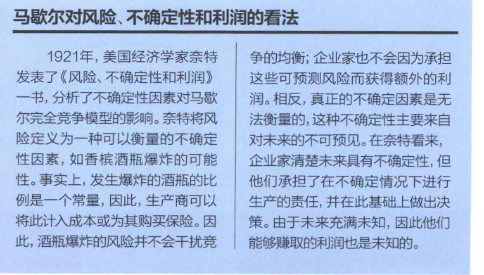 马歇尔对风险、不确定性和利润的看法
1921年，美国经济学家奈特
发表了《风险、不确定性和利润》
一书，分析了不确定性因素对马歇
尔完全竞争模型的影响。奈特将风
险定义为一种可以衡量的不确定
性因素，如香槟酒瓶爆炸的可能
性。事实上，发生爆炸的酒瓶的比
例是一个常量，因此，生产商可以
将此计入成本或为其购买保险。因
此，酒瓶爆炸的风险并不会干扰竞
争的均衡；企业家也不会因为承担
这些可预测风险而获得额外的利
润。相反，真正的不确定因素是无
法衡量的，这种不确定性主要来自
对未来的不可预见。在奈特看来，
企业家清楚未来具有不确定性，但
他们承担了在不确定情况下进行
生产的责任，并在此基础上做出决
策。由于未来充满未知，因此他们
能够赚取的利润也是未知的。